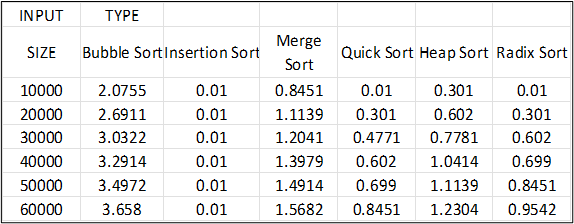 INPUT TYPE
SIZE Bubble Sort Insertion Sort Merge Sort Quick Sort Heap Sort Radix Sort
10000 2.0755 0.01 0.8451 0.01 0.301 0.01
20000 2.6911 0.01 1.1139 0.301 0.602 0.301
30000 3.0322 0.01 1.2041 0.4771 0.7781 0.602
40000 3.2914 0.01 1.3979 0.602 1.0414 0.699
50000 3.4972 0.01 1.4914 0.699 1.1139 0.8451
60000 3.658 0.01 1.5682 0.8451 1.2304 0.9542